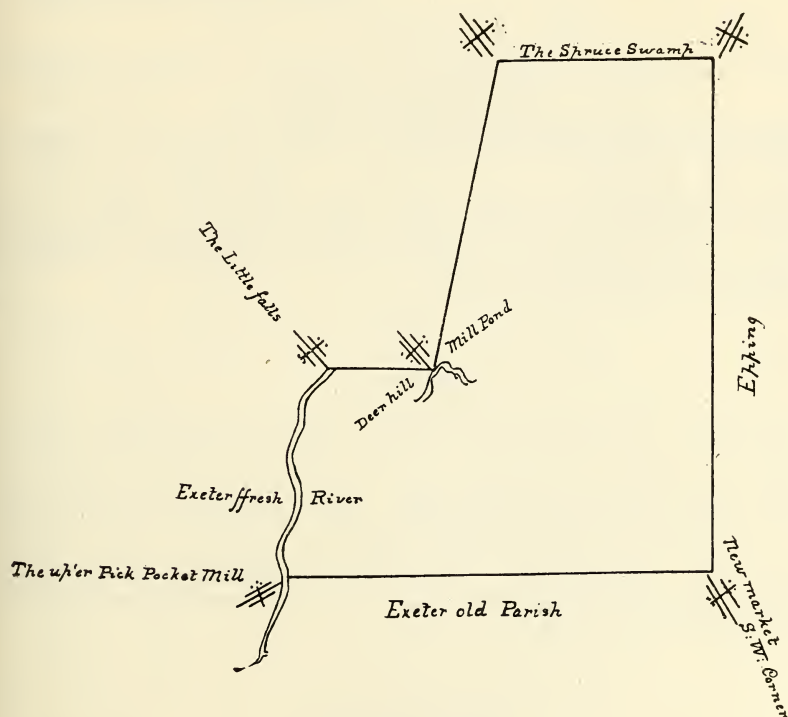 The Spruce Swamp
The Little falls
Mill Pond
Deer hill
Epping
Exeter ffresh River
The up'er Pick Pocket Mill
Exeter old Parish
New market
S. W. Corner